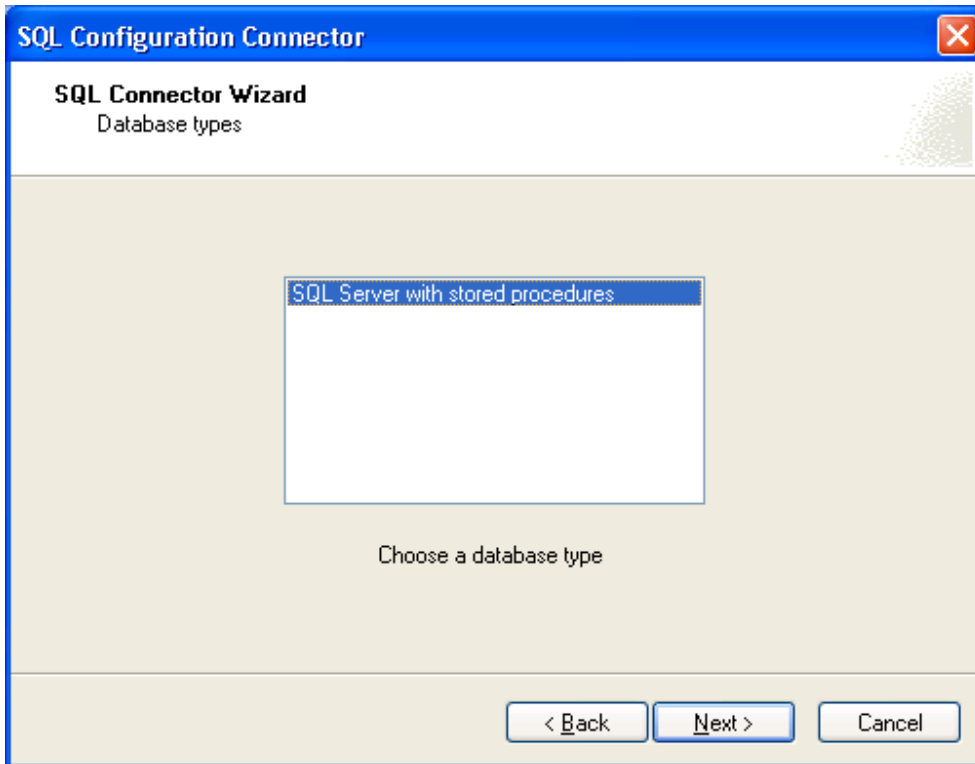 SQL Configuration Connector
SQL Connector Wizard
Database types
SQL Server with stored procedures
Choose a database type
< Back
Next >
Cancel